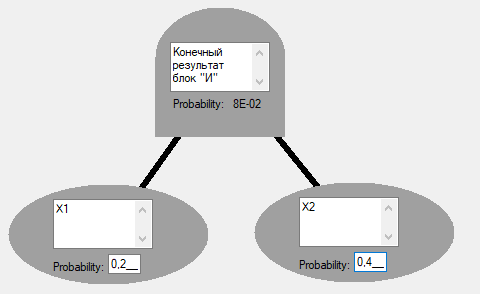 Конечный
результат
блок "И"
Probability: 8E-02
X1
Probability: 0,2__
X2
Probability: 0,4__